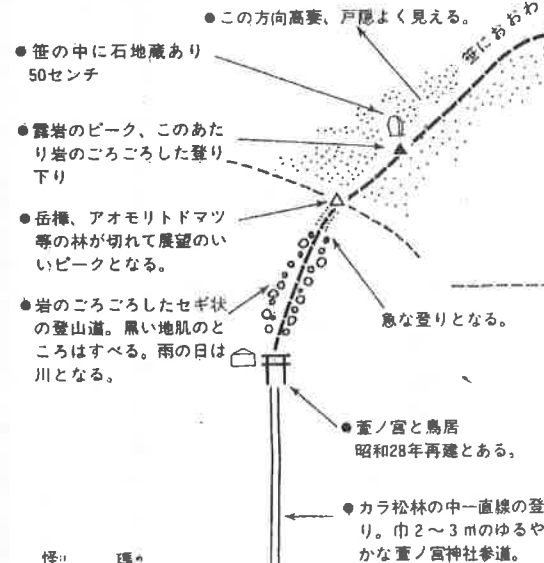 ●この方向高妻、戸隠よく見える。
笹におおわ
●笹の中に石地蔵あり
50センチ
●露岩のピーク、このあた
り岩のごろごろした登り
下り
●岳樺、アオモリトドマツ
等の林が切れて展望のい
いピークとなる。
●岩のごろごろしたセギ状
の登山道。黒い地肌のと
ころはすべる。雨の日は
川となる。
急な登りとなる。
●萱ノ宮と鳥居
昭和28年再建とある。
●カラ松林の中一直線の登
り。巾2〜3mのゆるや
かな萱ノ宮神社参道。